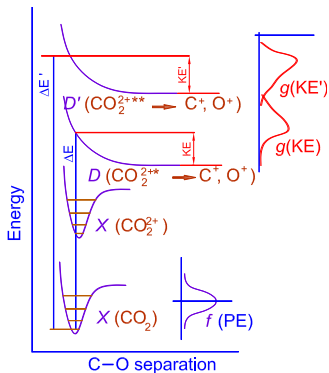 ΔE'
KE'
D' (CO₂²⁺** → C⁺, O⁺)
g(KE')
ΔE
KE
g(KE)
D (CO₂²⁺* → C⁺, O⁺)
X (CO₂²⁺)
X (CO₂)
f (PE)
Energy
C−O separation